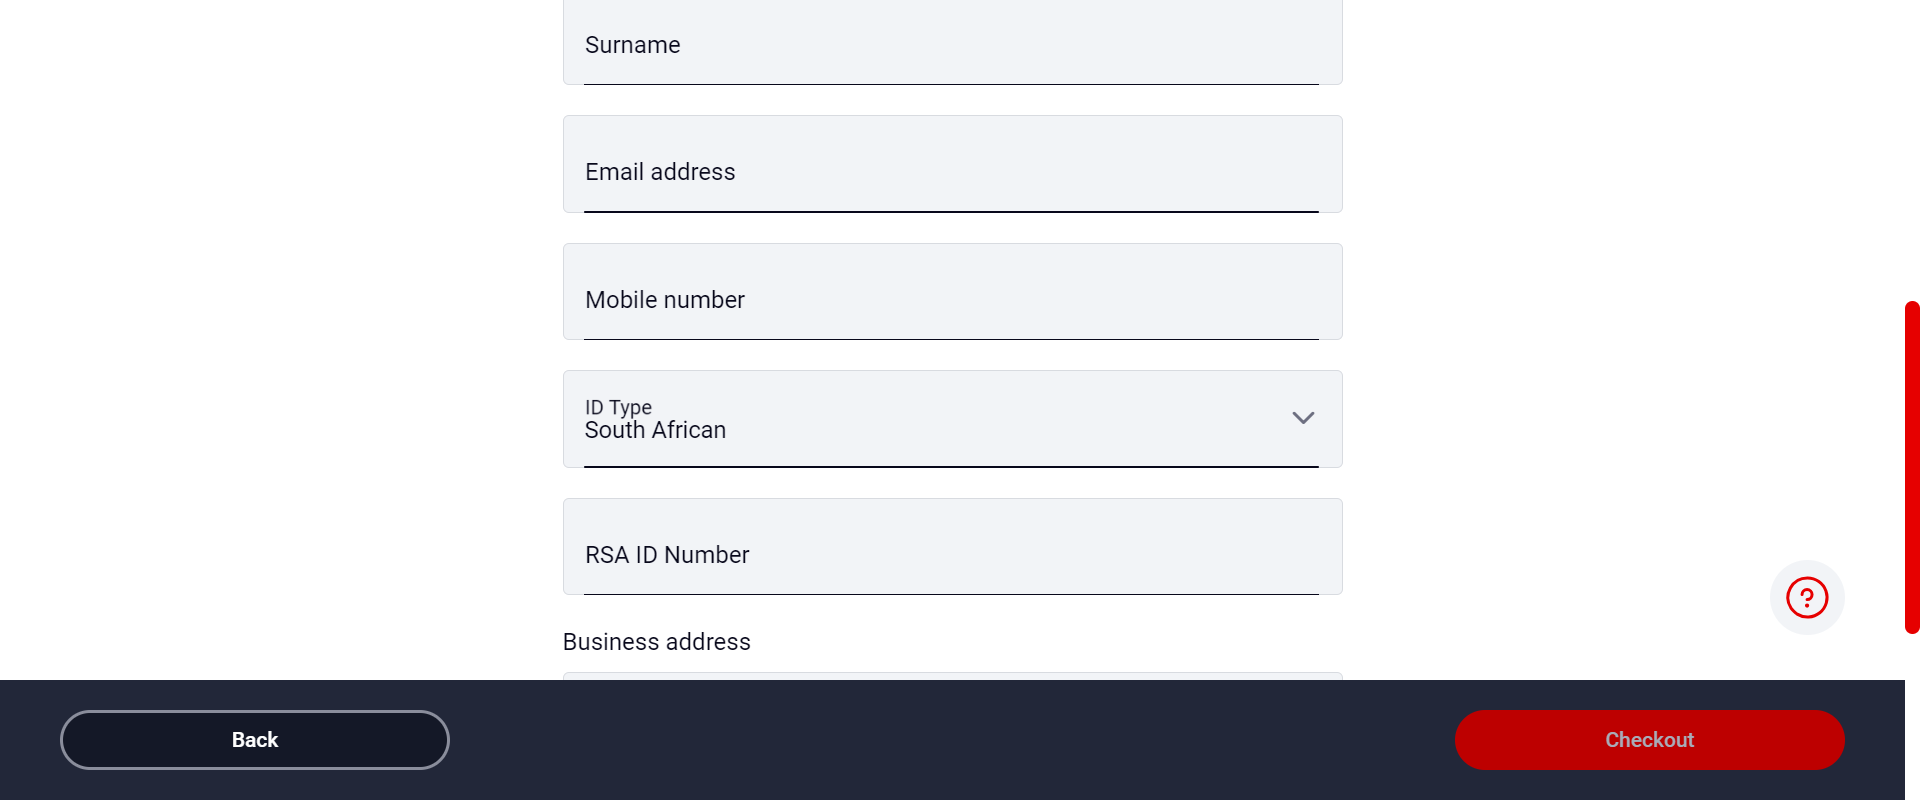 Surname
Email address
Mobile number
ID Type
South African
RSA ID Number
Business address
Back
Checkout